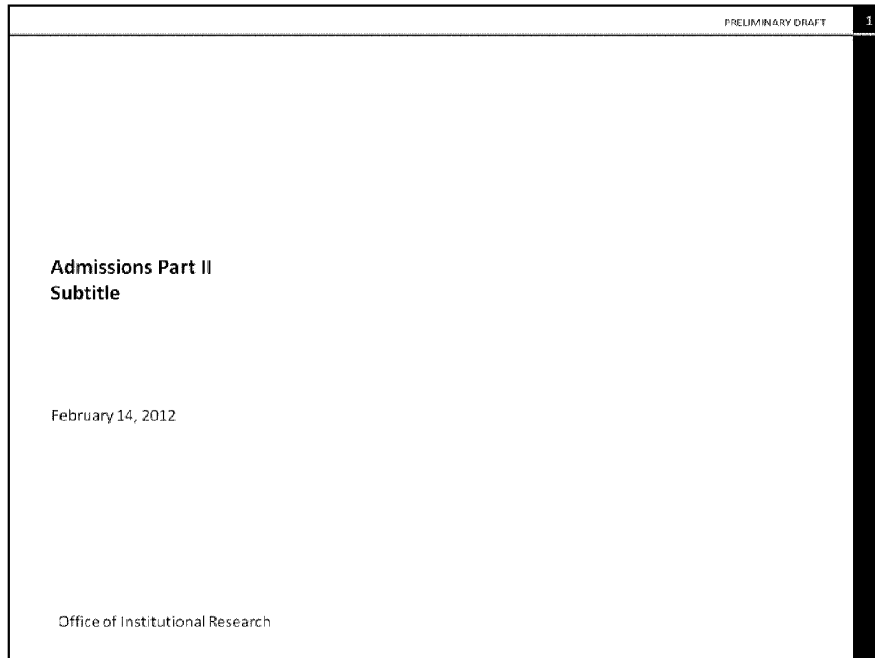 PRELIMINARY DRAFT 1
Admissions Part II
Subtitle
February 14, 2012
Office of Institutional Research